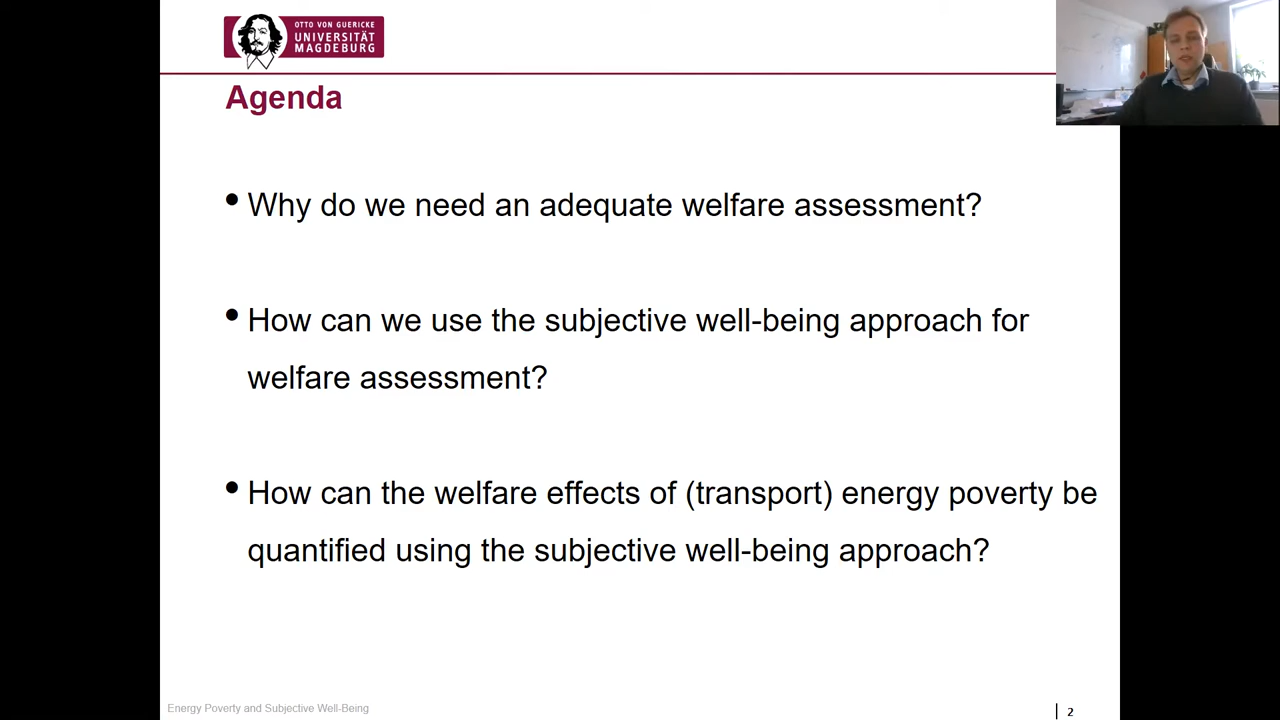 OTTO VON GUERICKE
UNIVERSITÄT
MAGDEBURG
Agenda
• Why do we need an adequate welfare assessment?
• How can we use the subjective well-being approach for
welfare assessment?
• How can the welfare effects of (transport) energy poverty be
quantified using the subjective well-being approach?
Energy Poverty and Subjective Well-Being
2